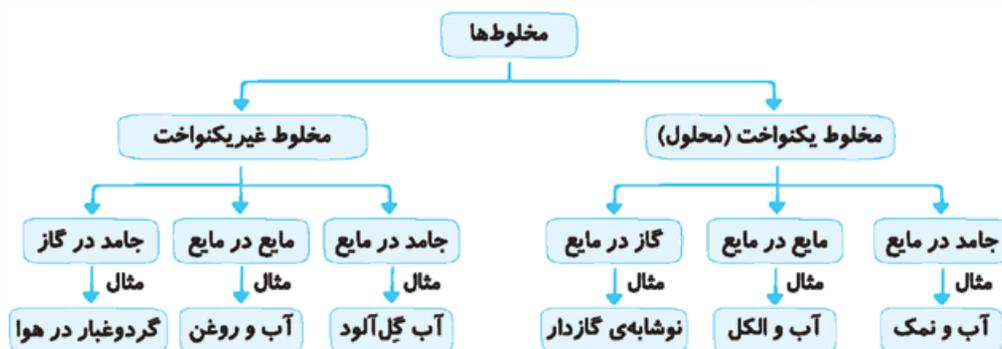 مخلوط‌ها
مخلوط یکنواخت (محلول)
مخلوط غیریکنواخت
جامد در مایع
مایع در مایع
گاز در مایع
جامد در مایع
مایع در مایع
جامد در گاز
مثال
مثال
مثال
مثال
مثال
مثال
آب و نمک
آب و الکل
نوشابه‌ی گازدار
آب گِل‌آلود
آب و روغن
گردوغبار در هوا